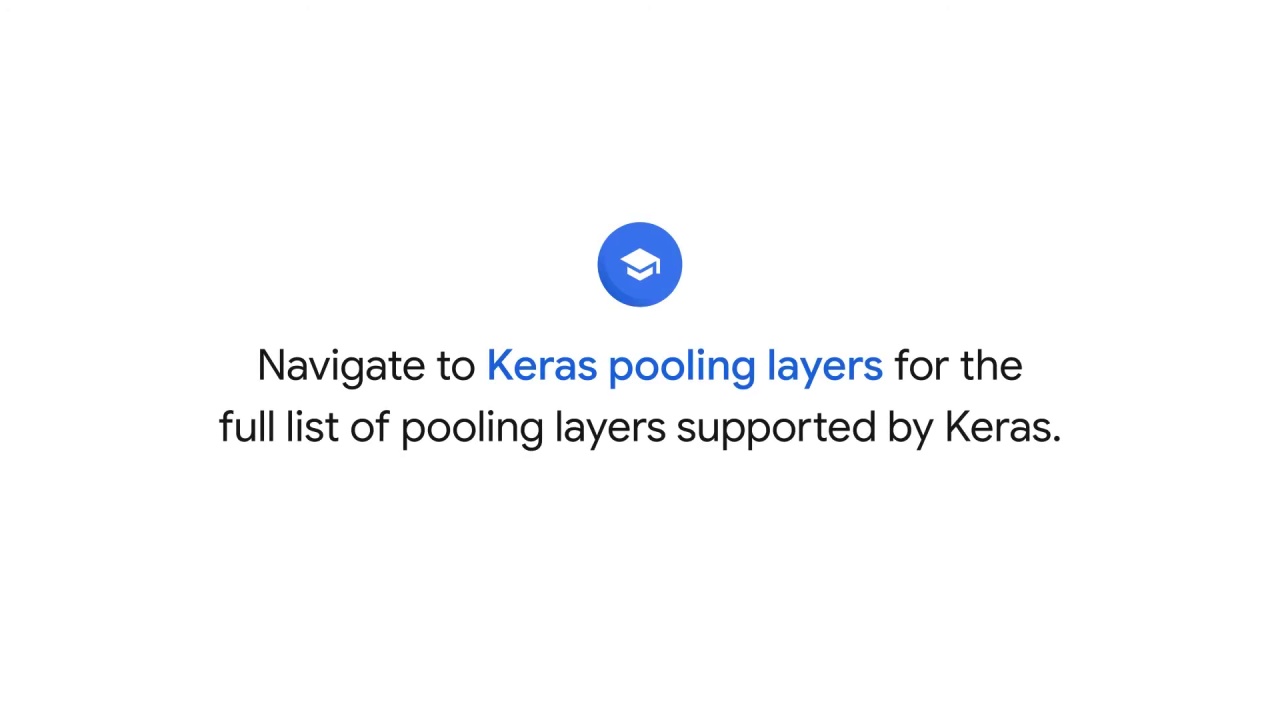 Navigate to Keras pooling layers for the
full list of pooling layers supported by Keras.